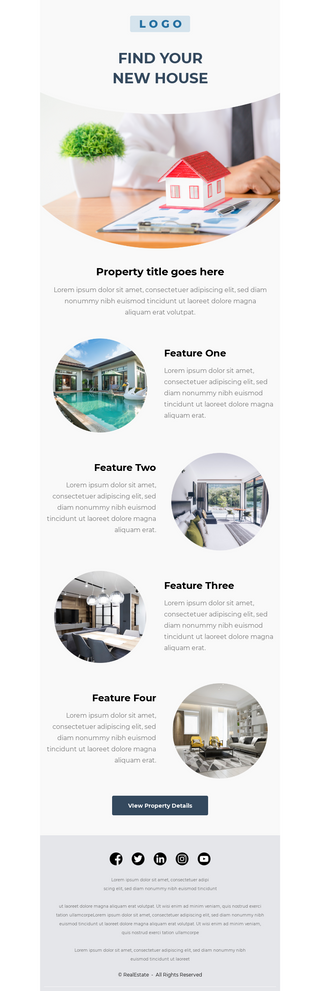 LOGO
FIND YOUR
NEW HOUSE
Property title goes here
Lorem ipsum dolor sit amet, consectetuer adipiscing elit, sed diam
nonummy nibh euismod tincidunt ut laoreet dolore magna
aliquam erat volutpat.
Feature One
Lorem ipsum dolor sit amet,
consectetuer adipiscing elit, sed
diam nonummy nibh euismod
tincidunt ut laoreet dolore magna
aliquam erat.
Feature Two
Lorem ipsum dolor sit amet,
consectetuer adipiscing elit, sed
diam nonummy nibh euismod
tincidunt ut laoreet dolore magna
aliquam erat.
Feature Three
Lorem ipsum dolor sit amet,
consectetuer adipiscing elit, sed
diam nonummy nibh euismod
tincidunt ut laoreet dolore magna
aliquam erat.
Feature Four
Lorem ipsum dolor sit amet,
consectetuer adipiscing elit, sed
diam nonummy nibh euismod
tincidunt ut laoreet dolore magna
aliquam erat.
View Property Details
Lorem ipsum dolor sit amet, consectetuer adipi
scing elit, sed diam nonummy nibh euismod tincidunt
ut laoreet dolore magna aliquam erat volutpat. Ut wisi enim ad minim veniam, quis nostrud exerci
tation ullamcorperLorem ipsum dolor sit amet, consectetuer adipiscing elit, sed diam nonummy nibh
euismod tincidunt ut laoreet dolore magna aliquam erat volutpat. Ut wisi enim ad minim veniam,
quis nostrud exerci tation ullamcorpe
Lorem ipsum dolor sit amet, consectetuer adipiscing elit, sed diam nonummy nibh
euismod tincidunt ut laoreet
© RealEstate - All Rights Reserved